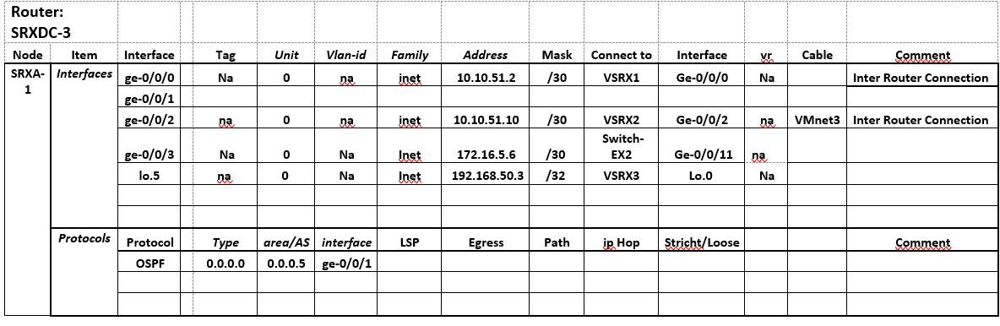 Router:
SRXDC-3
Node Item Interface Tag Unit Vlan-id Family Address Mask Connect to Interface vr Cable Comment
SRXA-1 Interfaces ge-0/0/0 Na 0 na inet 10.10.51.2 /30 VSRX1 Ge-0/0/0 Na Inter Router Connection
ge-0/0/1
ge-0/0/2 na 0 na inet 10.10.51.10 /30 VSRX2 Ge-0/0/2 na VMnet3 Inter Router Connection
ge-0/0/3 Na 0 Na Inet 172.16.5.6 /30 Switch-EX2 Ge-0/0/11 na
lo.5 na 0 Na Inet 192.168.50.3 /32 VSRX3 Lo.0 Na
Protocols Protocol Type area/AS interface LSP Egress Path ip Hop Stricht/Loose Comment
OSPF 0.0.0.0 0.0.0.5 ge-0/0/1